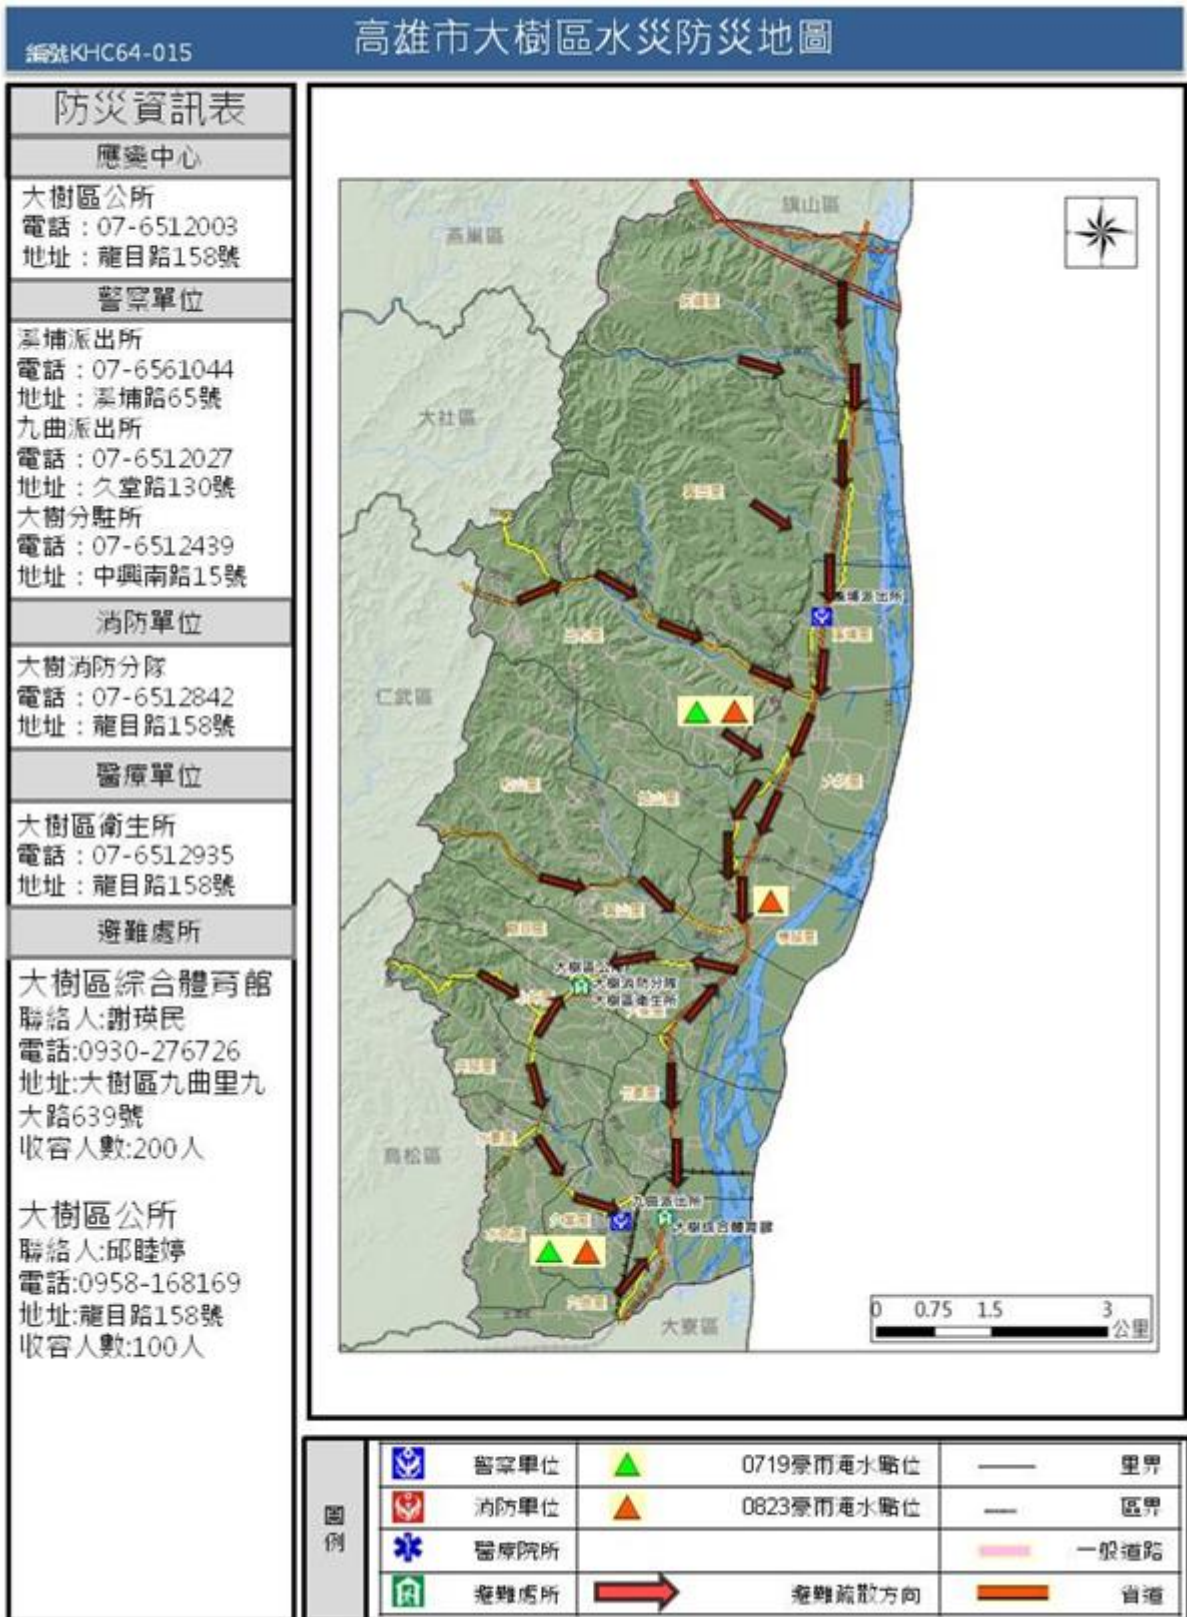 編號KHC64-015
高雄市大樹區水災防災地圖
防災資訊表
應變中心
大樹區公所
電話：07-6512003
地址：龍目路158號
警察單位
溪埔派出所
電話：07-6561044
地址：溪埔路65號
九曲派出所
電話：07-6512027
地址：久堂路130號
大樹分駐所
電話：07-6512439
地址：中興南路15號
消防單位
大樹消防分隊
電話：07-6512842
地址：龍目路158號
醫療單位
大樹區衛生所
電話：07-6512935
地址：龍目路158號
避難處所
大樹區綜合體育館
聯絡人:謝瑛民
電話:0930-276726
地址:大樹區九曲里九
大路639號
收容人數:200人
大樹區公所
聯絡人:邱睦婷
電話:0958-168169
地址:龍目路158號
收容人數:100人
旗山區
燕巢區
大社區
溪埔派出所
溪埔里
仁武區
大樹區公所
大樹消防分隊
大樹區衛生所
鳥松區
九曲派出所
大樹綜合體育館
大寮區
0 0.75 1.5 3
公里
圖例
警察單位
0719豪雨淹水點位
里界
消防單位
0823豪雨淹水點位
區界
醫療院所
一般道路
避難處所
避難疏散方向
省道